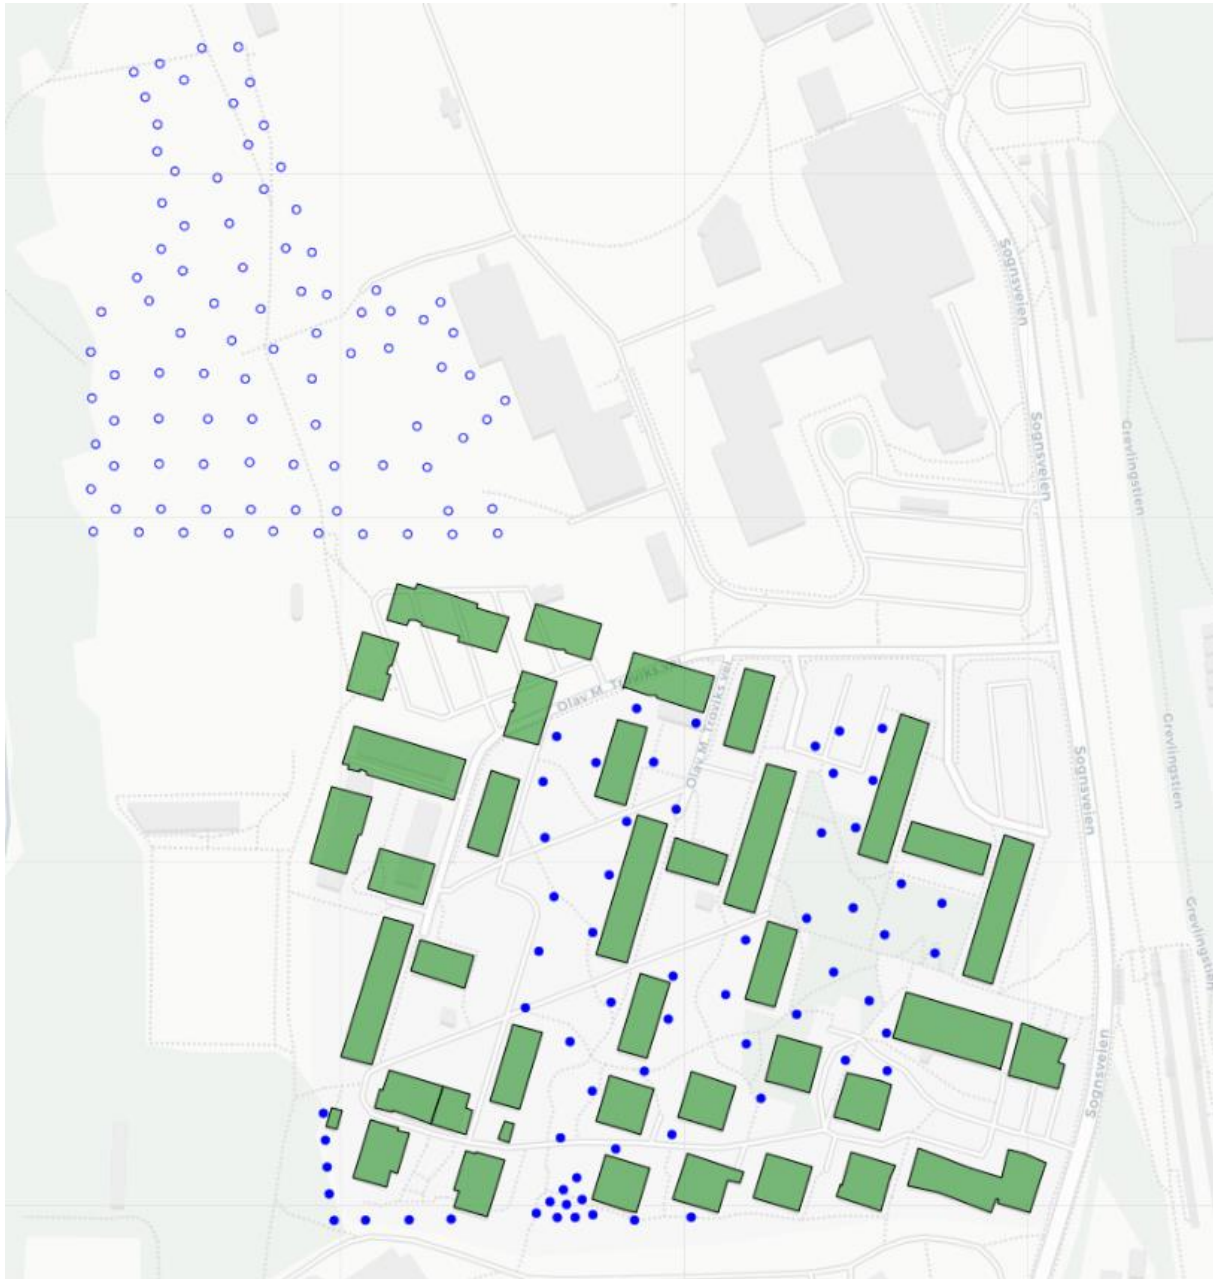 Sognsveien
Sognsveien
Grevlingstien
Olav M. Troviks vei
Olav M. Troviks vei
Grevlingstien
Sognsveien
Grevlingstien
Sognsveien